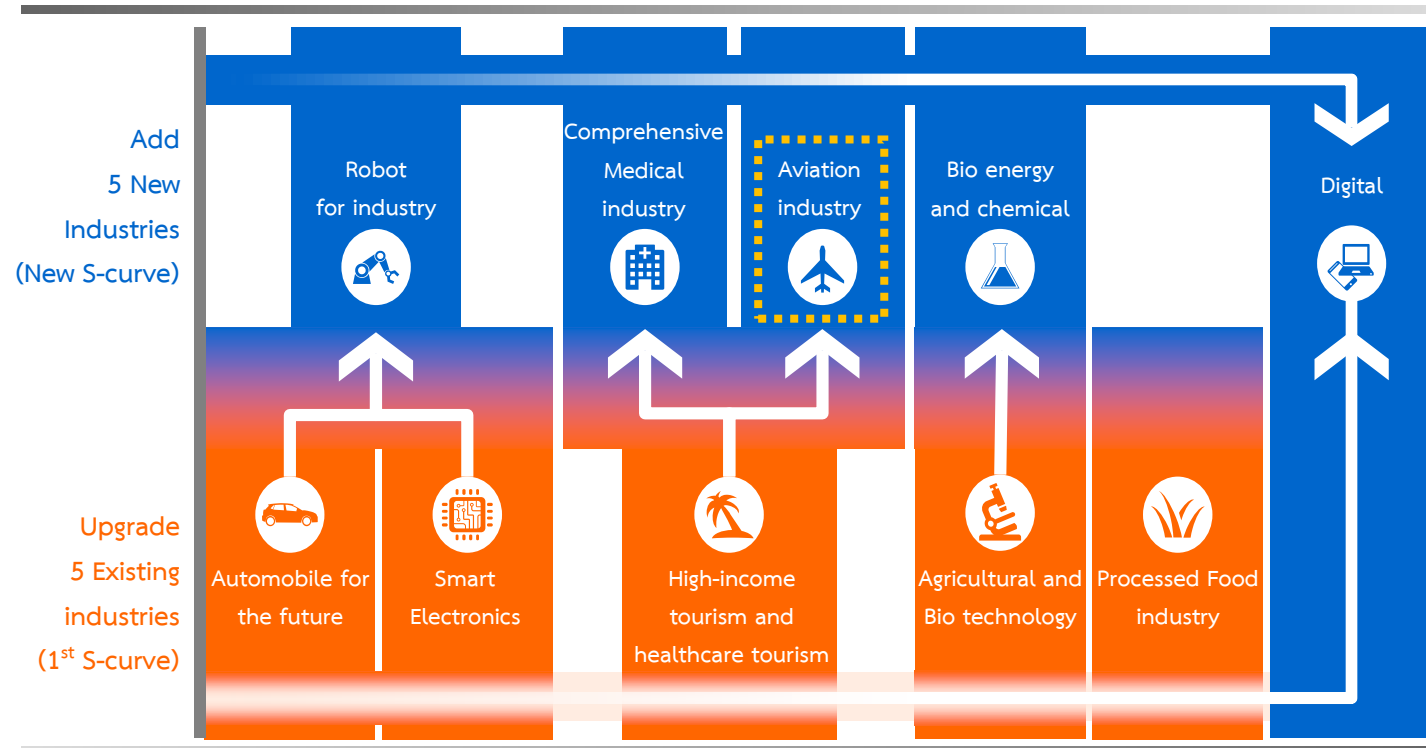 Add
5 New
Industries
(New S-curve)
Robot
for industry
Comprehensive
Medical
industry
Aviation
industry
Bio energy
and chemical
Digital
Upgrade
5 Existing
industries
(1st S-curve)
Automobile for
the future
Smart
Electronics
High-income
tourism and
healthcare tourism
Agricultural and
Bio technology
Processed Food
industry